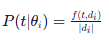 P(t|θᵢ) = f(t,dᵢ)/|dᵢ|